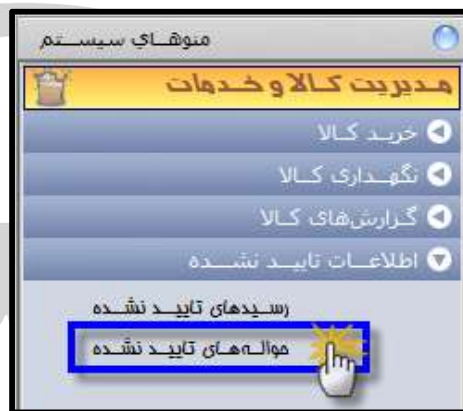 منوهای سیستم
مدیریت کالا و خدمات
خرید کالا
نگهداری کالا
گزارش‌های کالا
اطلاعات تایید نشده
رسیدهای تایید نشده
حواله‌های تایید نشده